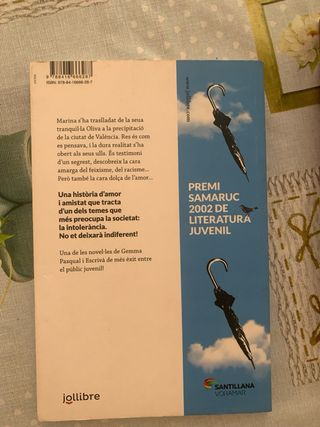 Marina s'ha traslladat de la seua
tranquil·la Oliva a la precipitació
de la ciutat de València. Res és com
es pensava, i la dura realitat s'ha
obert als seus ulls. És testimoni
d'un segrest, descobreix la cara
amarga del feixisme, del racisme...
Però també la cara dolça de l'amor...
Una història d'amor
i amistat que tracta
d'un dels temes que
més preocupa la societat:
la intolerància.
No et deixarà indiferent!
Una de les novel·les de Gemma
Pasqual i Escrivà de més èxit entre
el públic juvenil!
PREMI
SAMARUC
2002 DE
LITERATURA
JUVENIL
jollibre
SANTILLANA
VORAMAR